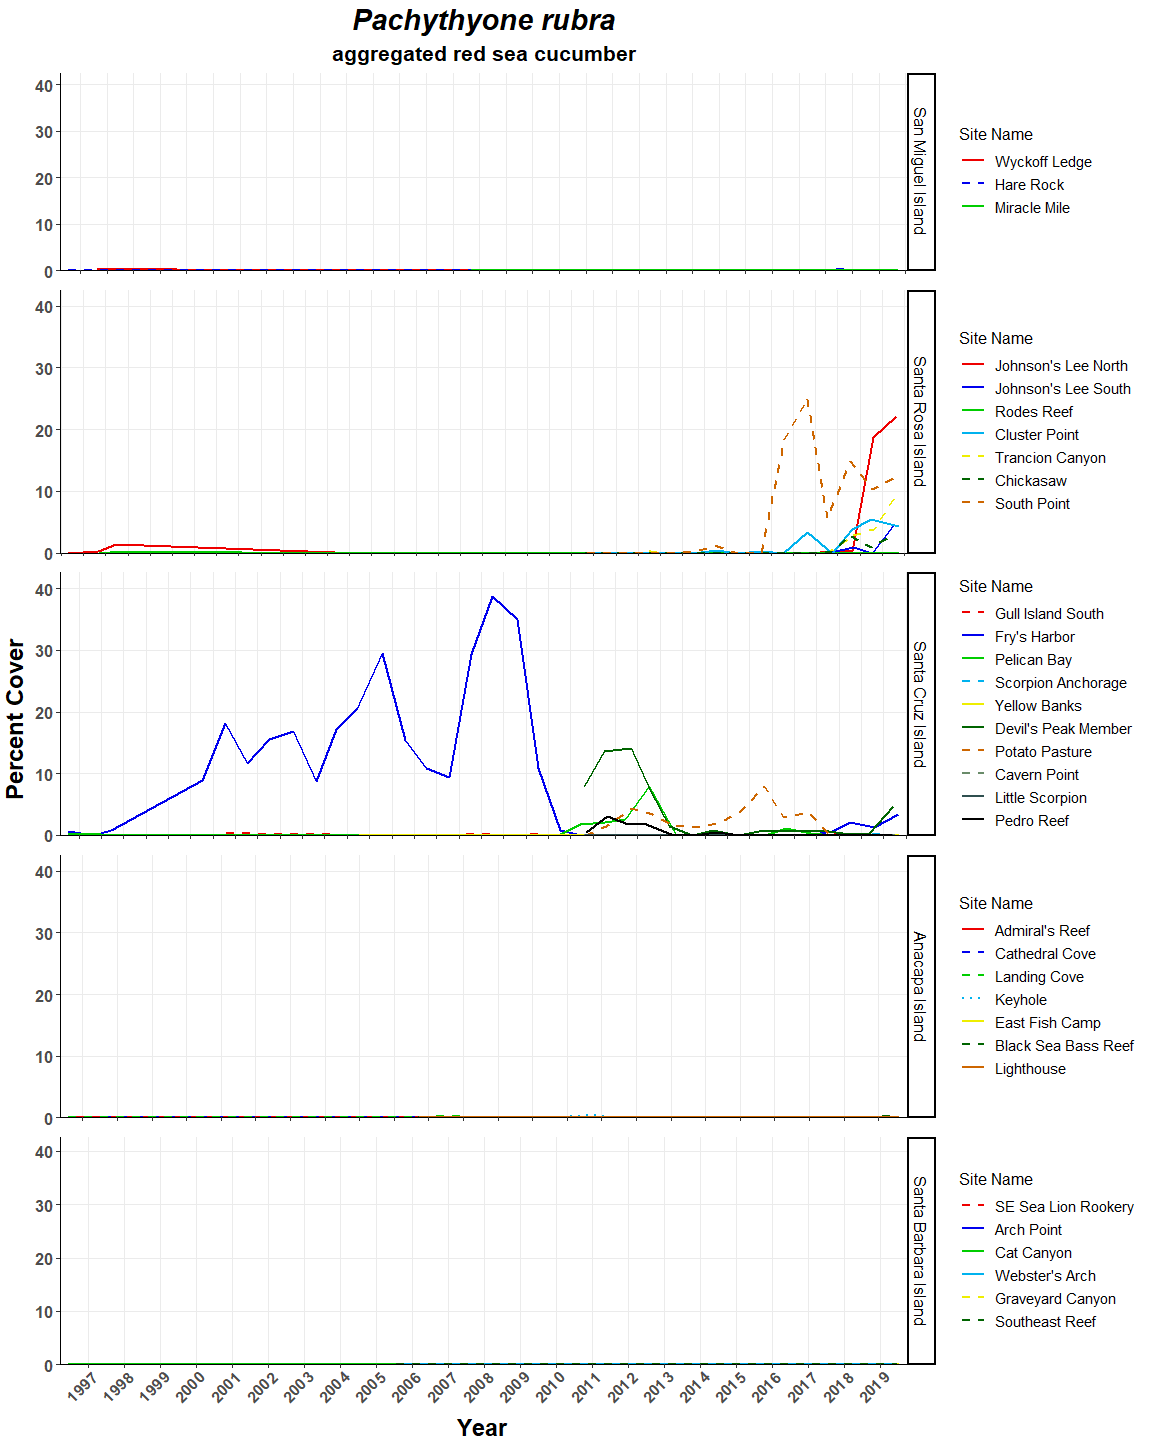 Pachythyone rubra
aggregated red sea cucumber
Percent Cover
40
30
20
10
0
San Miguel Island
Site Name
Wyckoff Ledge
Hare Rock
Miracle Mile
40
30
20
10
0
Santa Rosa Island
Site Name
Johnson's Lee North
Johnson's Lee South
Rodes Reef
Cluster Point
Trancion Canyon
Chickasaw
South Point
40
30
20
10
0
Santa Cruz Island
Site Name
Gull Island South
Fry's Harbor
Pelican Bay
Scorpion Anchorage
Yellow Banks
Devil's Peak Member
Potato Pasture
Cavern Point
Little Scorpion
Pedro Reef
40
30
20
10
0
Anacapa Island
Site Name
Admiral's Reef
Cathedral Cove
Landing Cove
Keyhole
East Fish Camp
Black Sea Bass Reef
Lighthouse
40
30
20
10
0
Santa Barbara Island
Site Name
SE Sea Lion Rookery
Arch Point
Cat Canyon
Webster's Arch
Graveyard Canyon
Southeast Reef
1997 1998 1999 2000 2001 2002 2003 2004 2005 2006 2007 2008 2009 2010 2011 2012 2013 2014 2015 2016 2017 2018 2019
Year